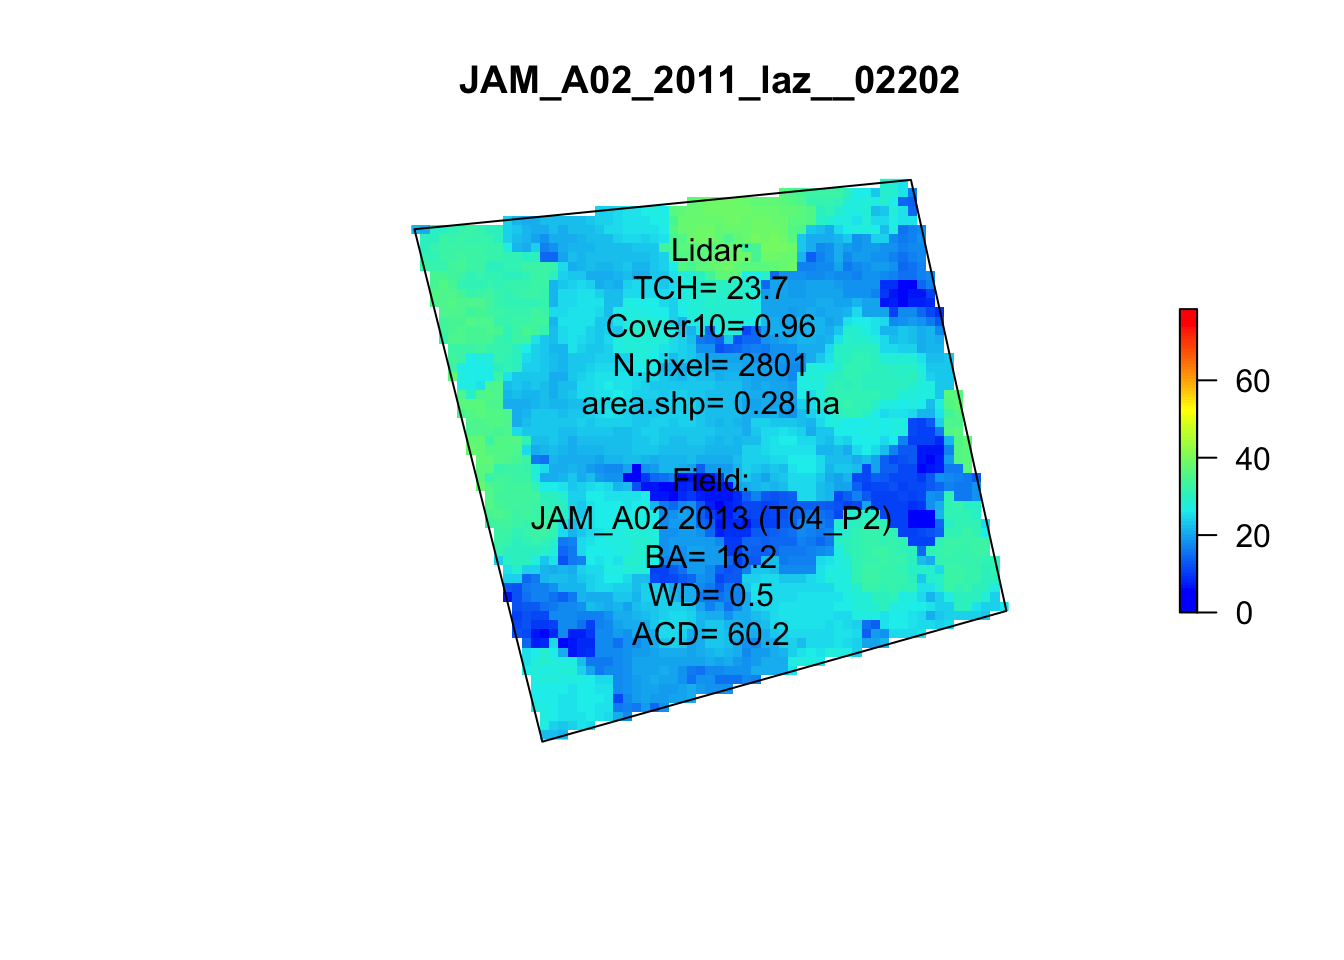 JAM_A02_2011_laz__02202
Lidar:
TCH= 23.7
Cover10= 0.96
N.pixel= 2801
area.shp= 0.28 ha
Field:
JAM_A02 2013 (T04_P2)
BA= 16.2
WD= 0.5
ACD= 60.2
60
40
20
0